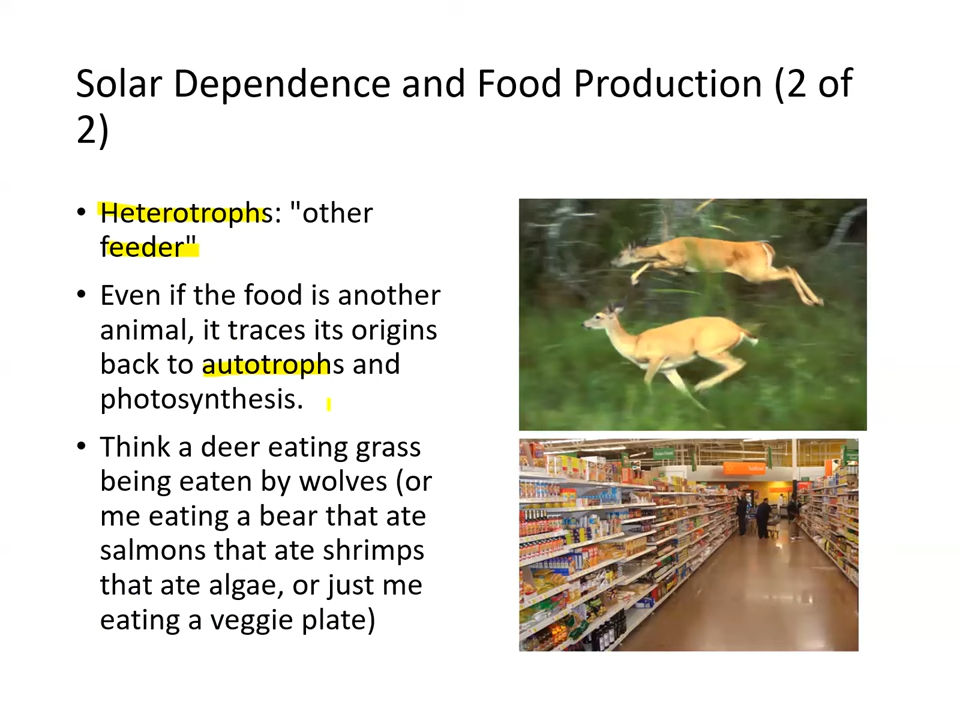 Solar Dependence and Food Production (2 of
2)
• Heterotrophs: "other
feeder"
• Even if the food is another
animal, it traces its origins
back to autotrophs and
photosynthesis.
• Think a deer eating grass
being eaten by wolves (or
me eating a bear that ate
salmons that ate shrimps
that ate algae, or just me
eating a veggie plate)